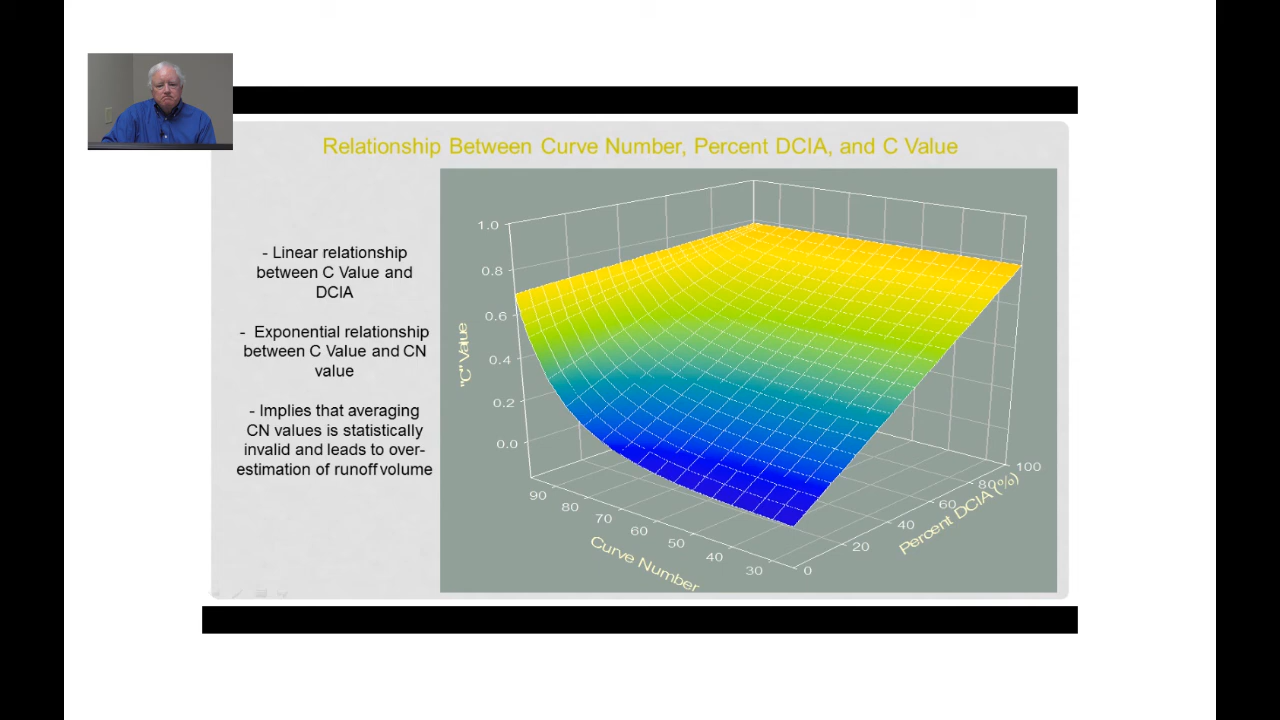 Relationship Between Curve Number, Percent DCIA, and C Value
- Linear relationship
between C Value and
DCIA
- Exponential relationship
between C Value and CN
value
- Implies that averaging
CN values is statistically
invalid and leads to over-
estimation of runoff volume
1.0
0.8
0.6
0.4
0.2
0.0
"C" Value
90
80
70
60
50
40
30
Curve Number
0
20
40
60
80
100
Percent DCIA (%)